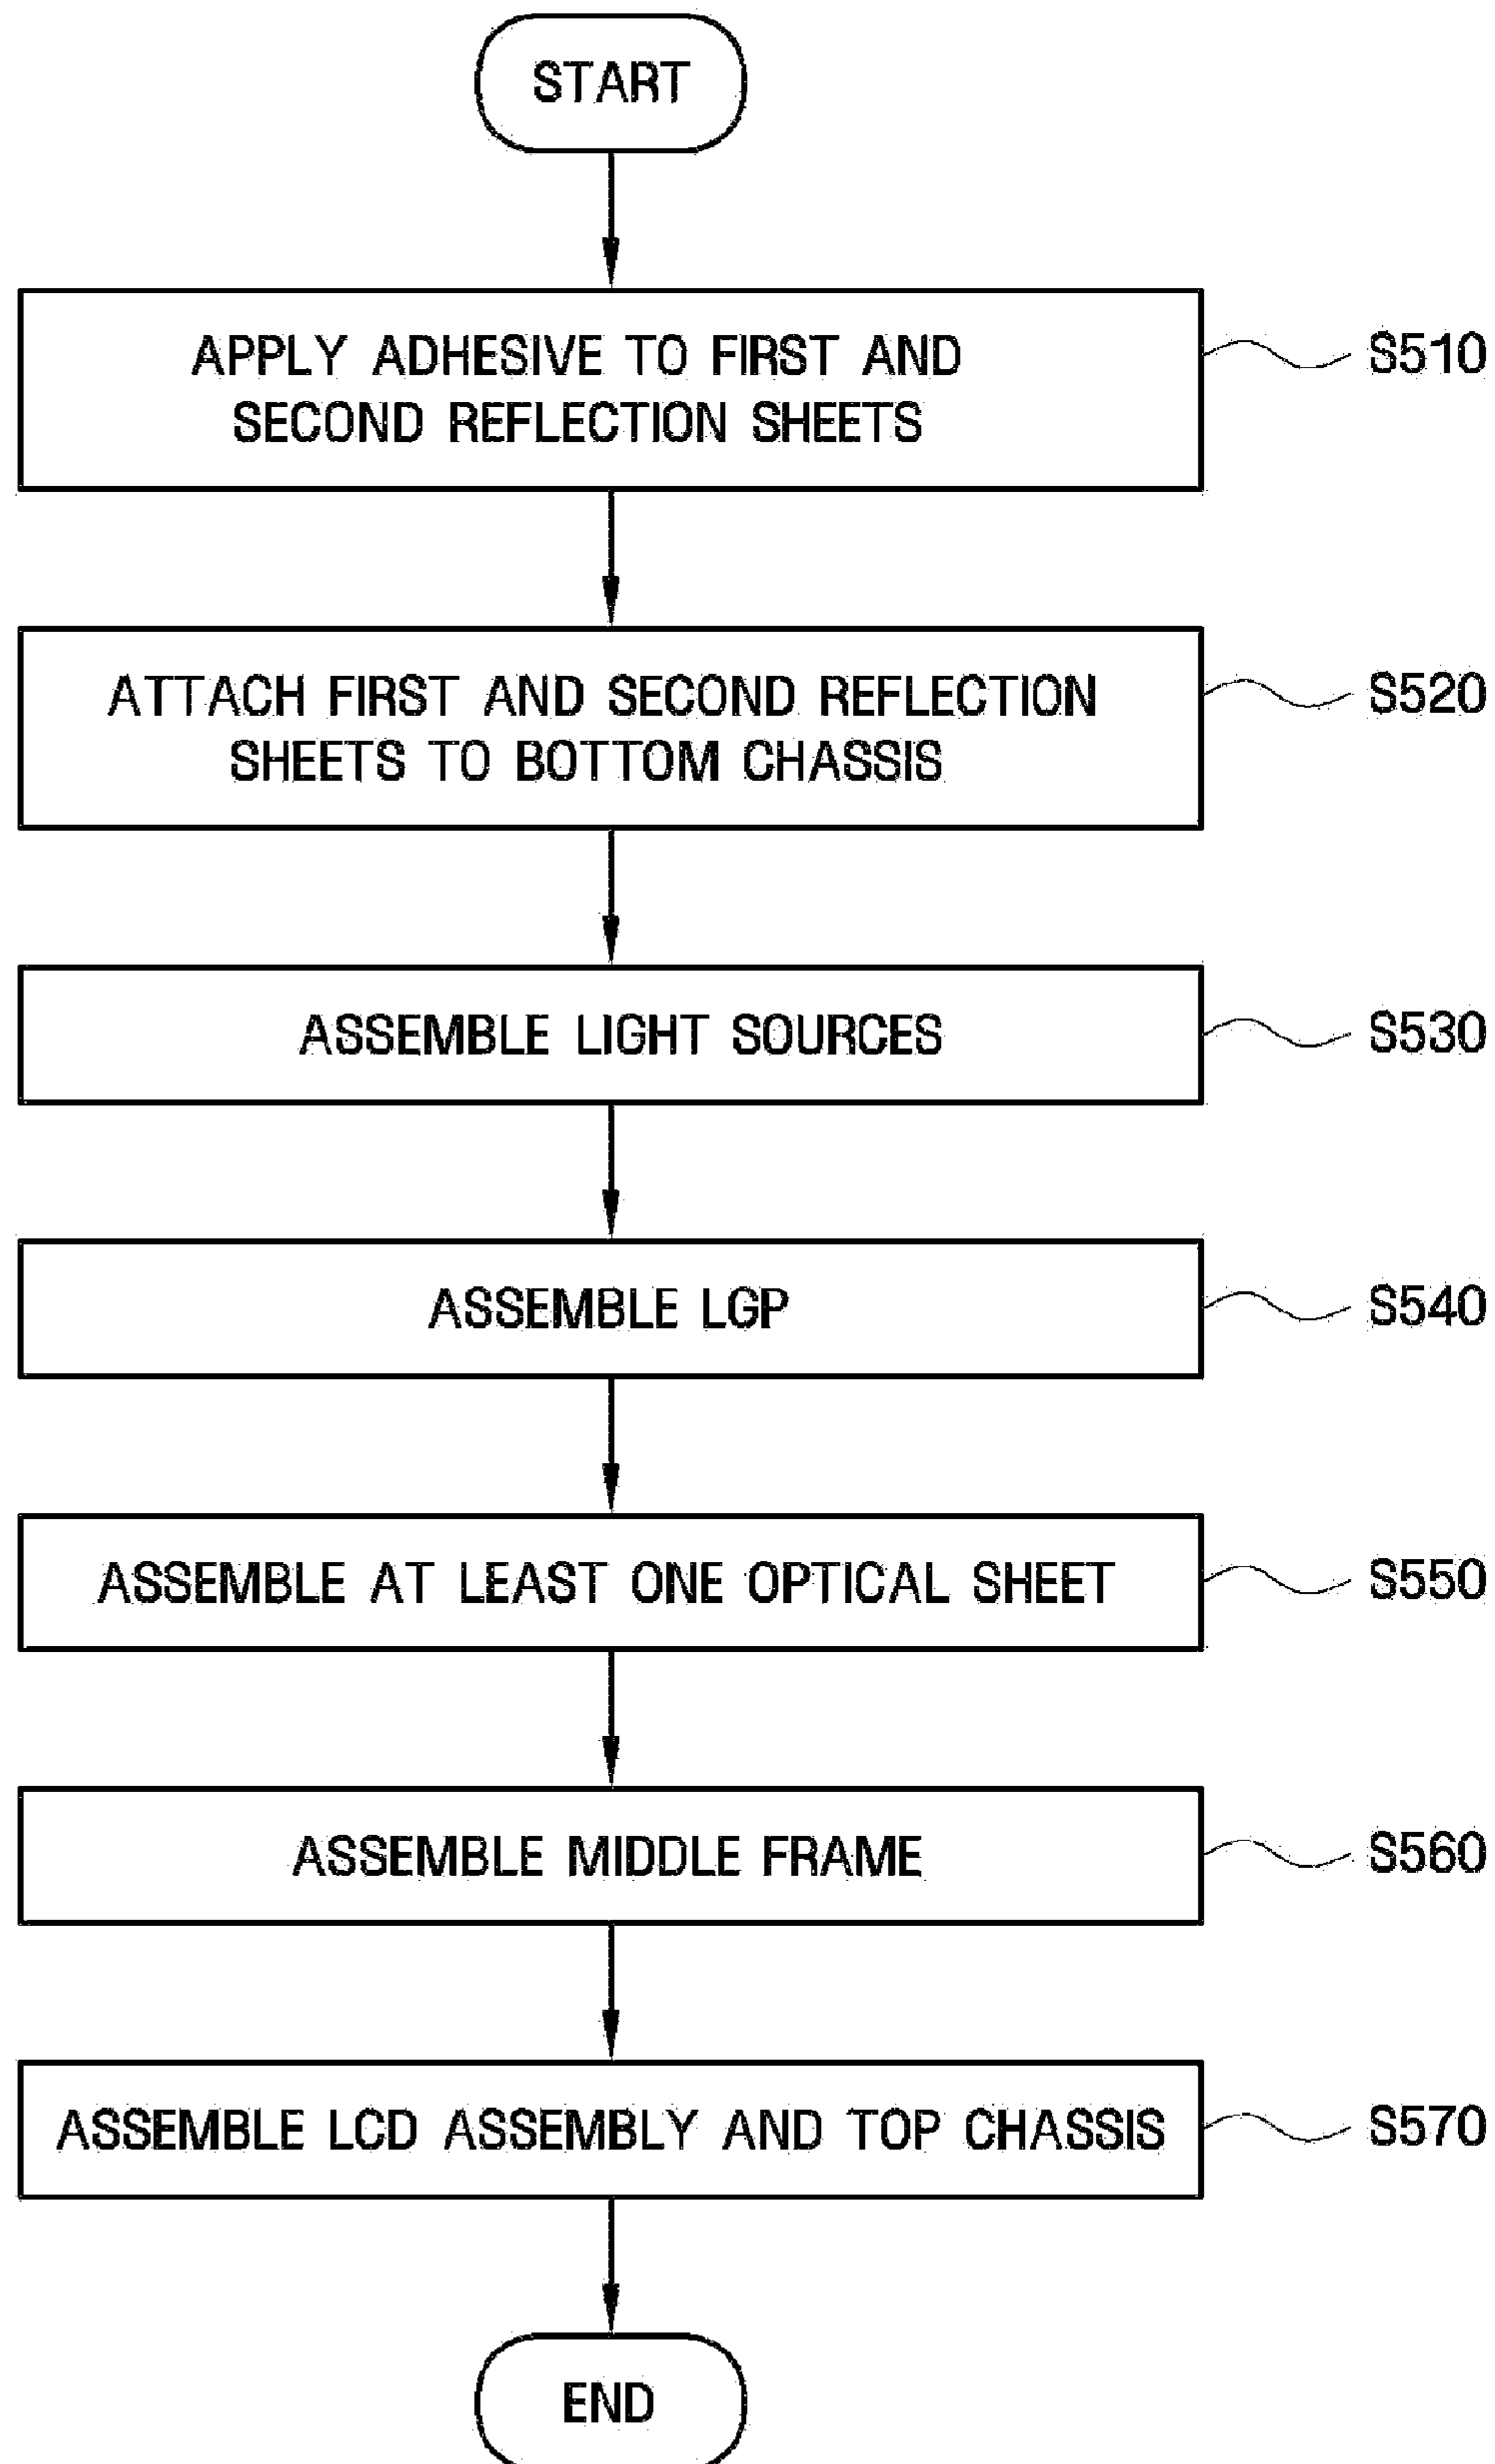 START
APPLY ADHESIVE TO FIRST AND
SECOND REFLECTION SHEETS
S510
ATTACH FIRST AND SECOND REFLECTION
SHEETS TO BOTTOM CHASSIS
S520
ASSEMBLE LIGHT SOURCES
S530
ASSEMBLE LGP
S540
ASSEMBLE AT LEAST ONE OPTICAL SHEET
S550
ASSEMBLE MIDDLE FRAME
S560
ASSEMBLE LCD ASSEMBLY AND TOP CHASSIS
S570
END